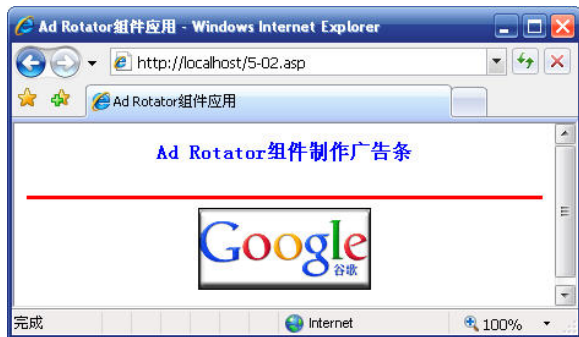 Ad Rotator组件应用 - Windows Internet Explorer
http://localhost/5-02.asp
Ad Rotator组件应用
Ad Rotator组件制作广告条
Google
谷歌
完成
Internet
100%